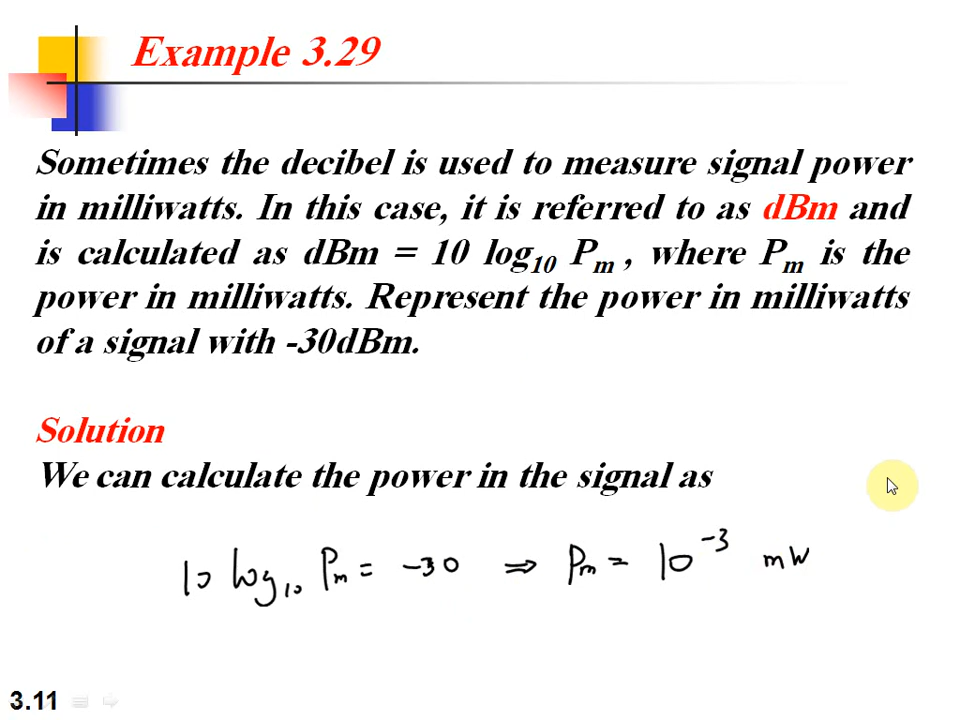 Example 3.29
Sometimes the decibel is used to measure signal power
in milliwatts. In this case, it is referred to as dBm and
is calculated as dBm = 10 log₁₀ Pₘ , where Pₘ is the
power in milliwatts. Represent the power in milliwatts
of a signal with -30dBm.
Solution
We can calculate the power in the signal as
10 log₁₀ Pₘ = -30 ⇒ Pₘ = 10⁻³ mW
3.11